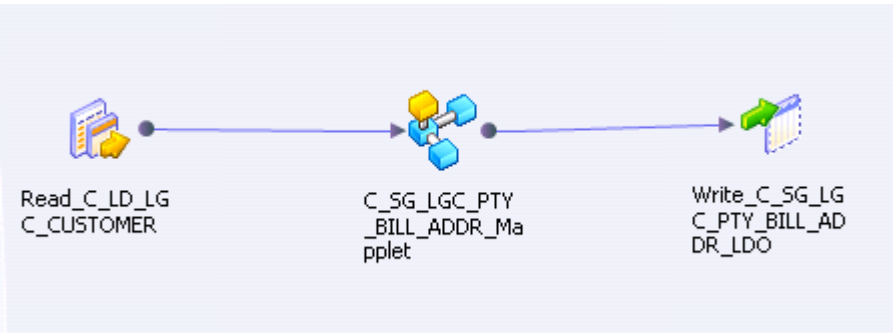 Read_C_LD_LG
C_CUSTOMER
C_SG_LGC_PTY
_BILL_ADDR_Ma
pplet
Write_C_SG_LG
C_PTY_BILL_AD
DR_LDO